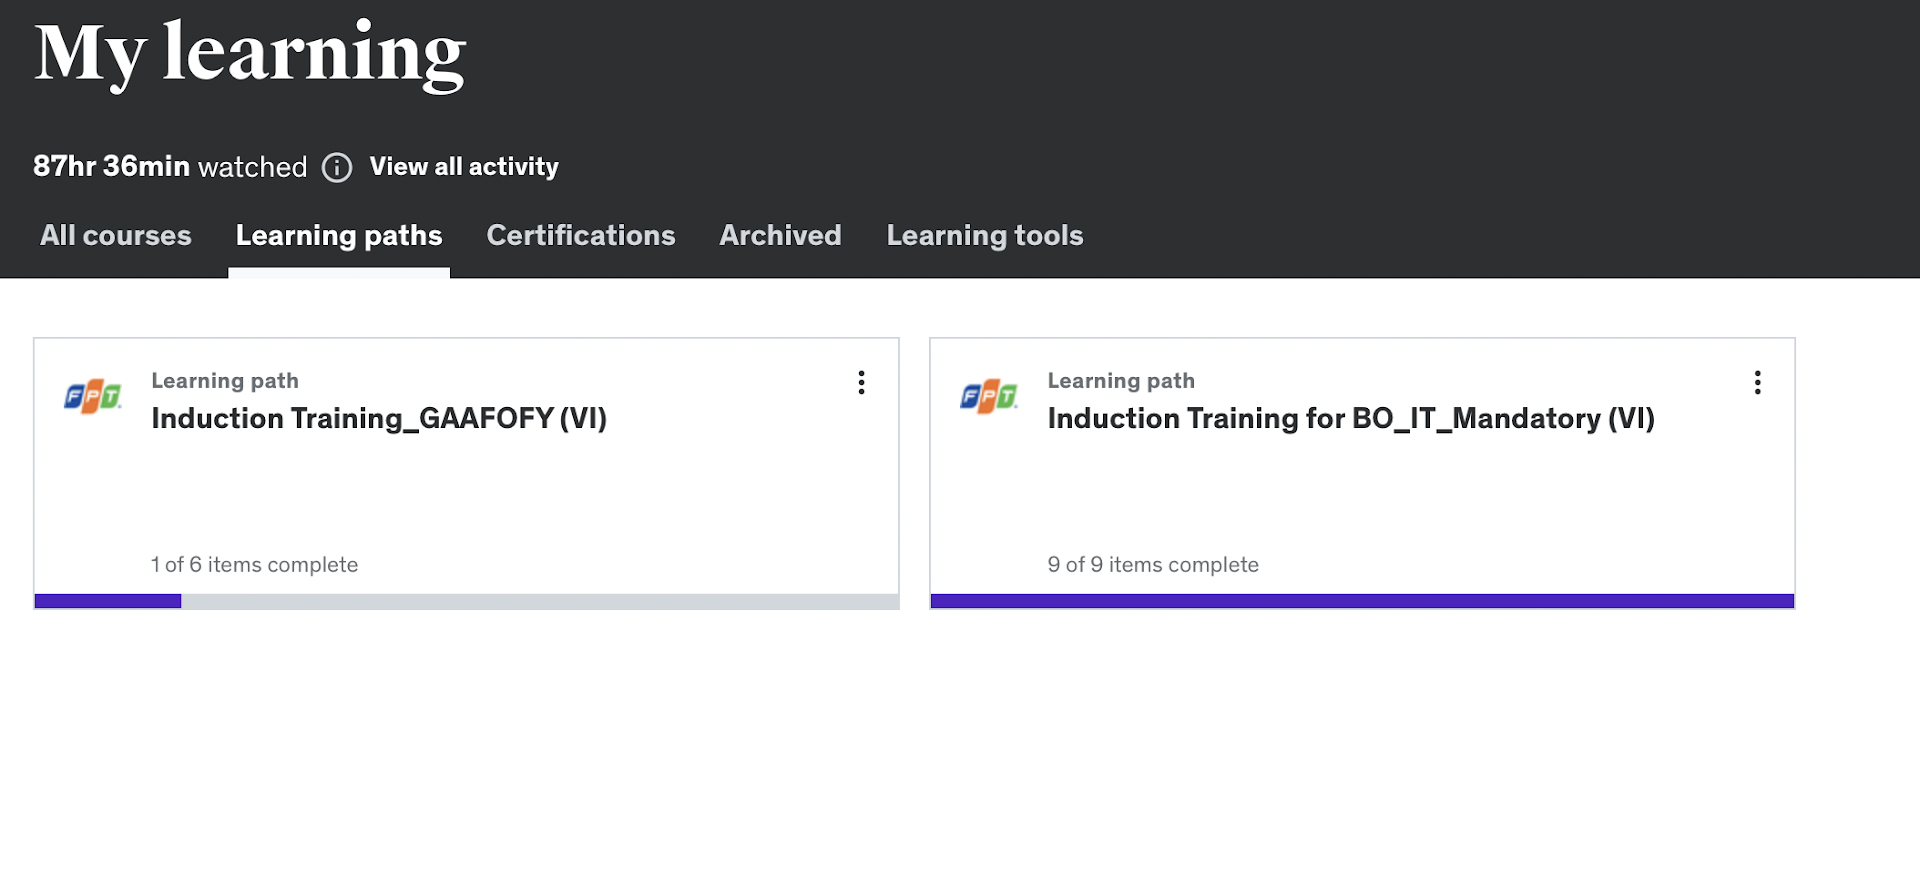 My learning
87hr 36min watched View all activity
All courses Learning paths Certifications Archived Learning tools
FPT
Learning path
Induction Training_GAAFOFY (VI)
1 of 6 items complete
FPT
Learning path
Induction Training for BO_IT_Mandatory (VI)
9 of 9 items complete